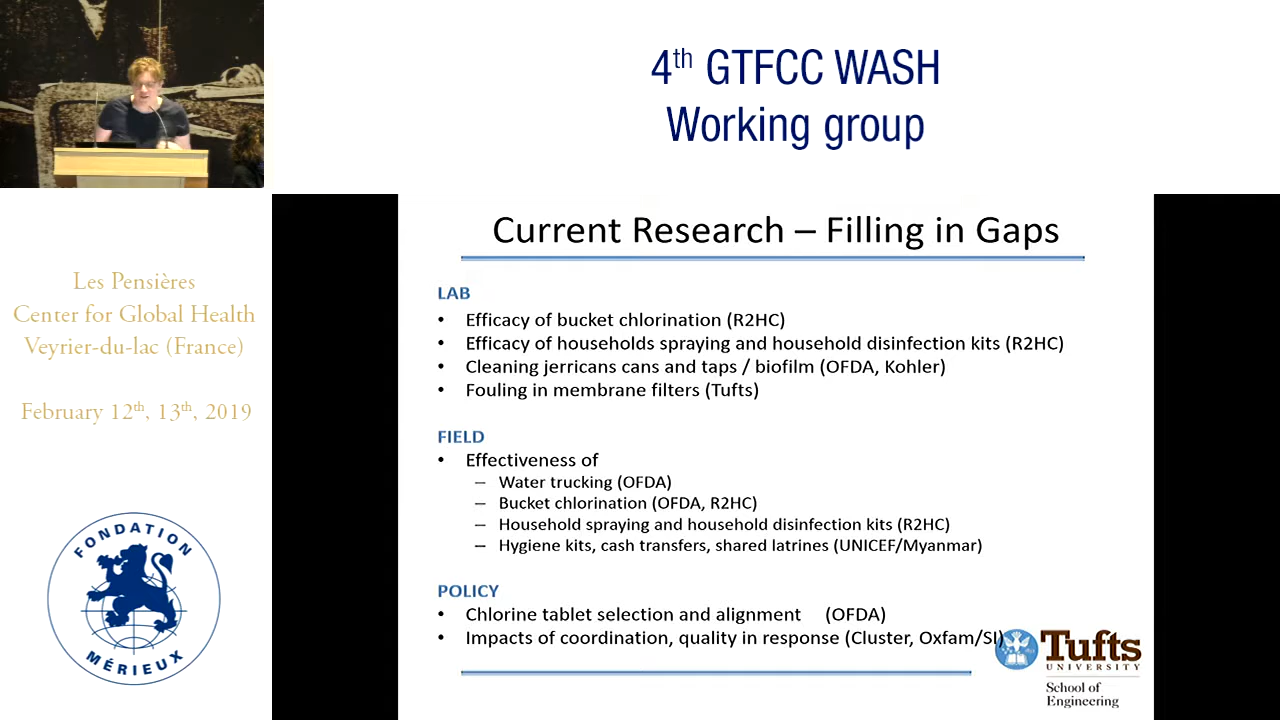 4th GTFCC WASH
Working group
Les Pensières
Center for Global Health
Veyrier-du-lac (France)
February 12th, 13th, 2019
FONDATION
MÉRIEUX
Current Research – Filling in Gaps
LAB
• Efficacy of bucket chlorination (R2HC)
• Efficacy of households spraying and household disinfection kits (R2HC)
• Cleaning jerricans cans and taps / biofilm (OFDA, Kohler)
• Fouling in membrane filters (Tufts)
FIELD
• Effectiveness of
– Water trucking (OFDA)
– Bucket chlorination (OFDA, R2HC)
– Household spraying and household disinfection kits (R2HC)
– Hygiene kits, cash transfers, shared latrines (UNICEF/Myanmar)
POLICY
• Chlorine tablet selection and alignment (OFDA)
• Impacts of coordination, quality in response (Cluster, Oxfam/SI)
Tufts
UNIVERSITY
School of
Engineering